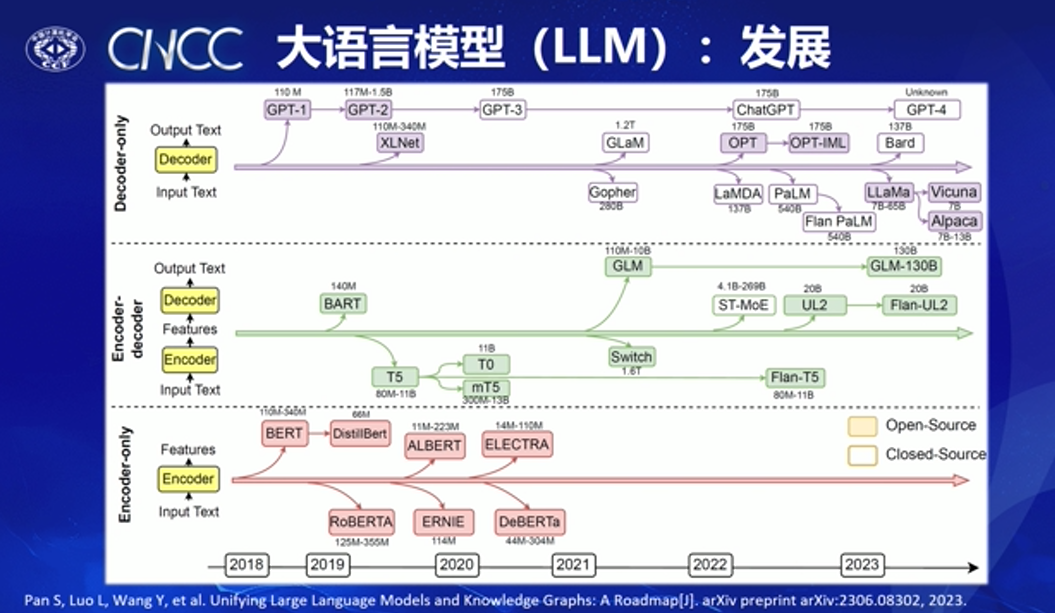 CNCC 大语言模型（LLM）：发展
Decoder-only
Output Text
Decoder
Input Text
110 M
GPT-1
117M-1.5B
GPT-2
110M-340M
XLNet
175B
GPT-3
1.2T
GLaM
Gopher
280B
175B
ChatGPT
175B
OPT
175B
OPT-IML
LaMDA
137B
PaLM
540B
Flan PaLM
540B
Unknown
GPT-4
137B
Bard
LLaMa
7B-65B
Vicuna
7B
Alpaca
7B-13B
Encoder-
decoder
Output Text
Decoder
Features
Encoder
Input Text
140M
BART
T5
80M-11B
11B
T0
mT5
300M-13B
110M-10B
GLM
Switch
1.6T
4.1B-269B
ST-MoE
20B
UL2
20B
Flan-UL2
130B
GLM-130B
Flan-T5
80M-11B
Encoder-only
Features
Encoder
Input Text
110M-340M
BERT
66M
DistillBert
11M-223M
ALBERT
14M-110M
ELECTRA
RoBERTA
125M-355M
ERNIE
114M
DeBERTa
44M-304M
Open-Source
Closed-Source
2018
2019
2020
2021
2022
2023
Pan S, Luo L, Wang Y, et al. Unifying Large Language Models and Knowledge Graphs: A Roadmap[J]. arXiv preprint arXiv:2306.08302, 2023.